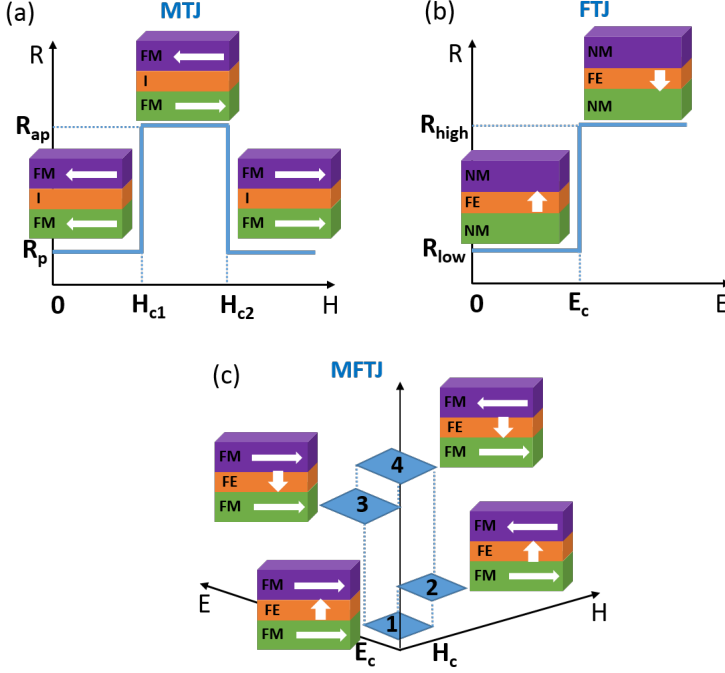 (a) MTJ
R
FM
I
FM
R_ap
FM
I
FM
FM
I
FM
R_p
0 H_c1 H_c2 H
(b) FTJ
R
NM
FE
NM
R_high
NM
FE
NM
R_low
0 E_c E
(c) MFTJ
FM
FE
FM
FM
FE
FM
4
3
FM
FE
FM
2
FM
FE
FM
1
E
H
E_c H_c